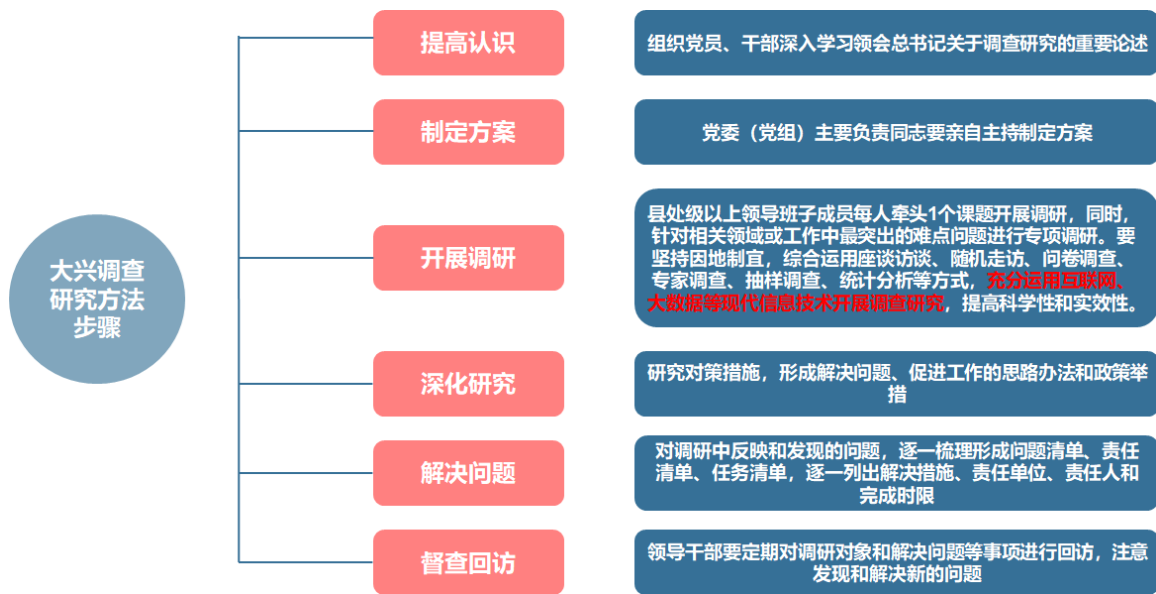 大兴调查
研究方法
步骤
提高认识
组织党员、干部深入学习领会总书记关于调查研究的重要论述
制定方案
党委（党组）主要负责同志要亲自主持制定方案
开展调研
县处级以上领导班子成员每人牵头1个课题开展调研，同时，
针对相关领域或工作中最突出的难点问题进行专项调研。要
坚持因地制宜，综合运用座谈访谈、随机走访、问卷调查、
专家调查、抽样调查、统计分析等方式，充分运用互联网、
大数据等现代信息技术开展调查研究，提高科学性和实效性。
深化研究
研究对策措施，形成解决问题、促进工作的思路办法和政策举
措
解决问题
对调研中反映和发现的问题，逐一梳理形成问题清单、责任
清单、任务清单，逐一列出解决措施、责任单位、责任人和
完成时限
督查回访
领导干部要定期对调研对象和解决问题等事项进行回访，注意
发现和解决新的问题